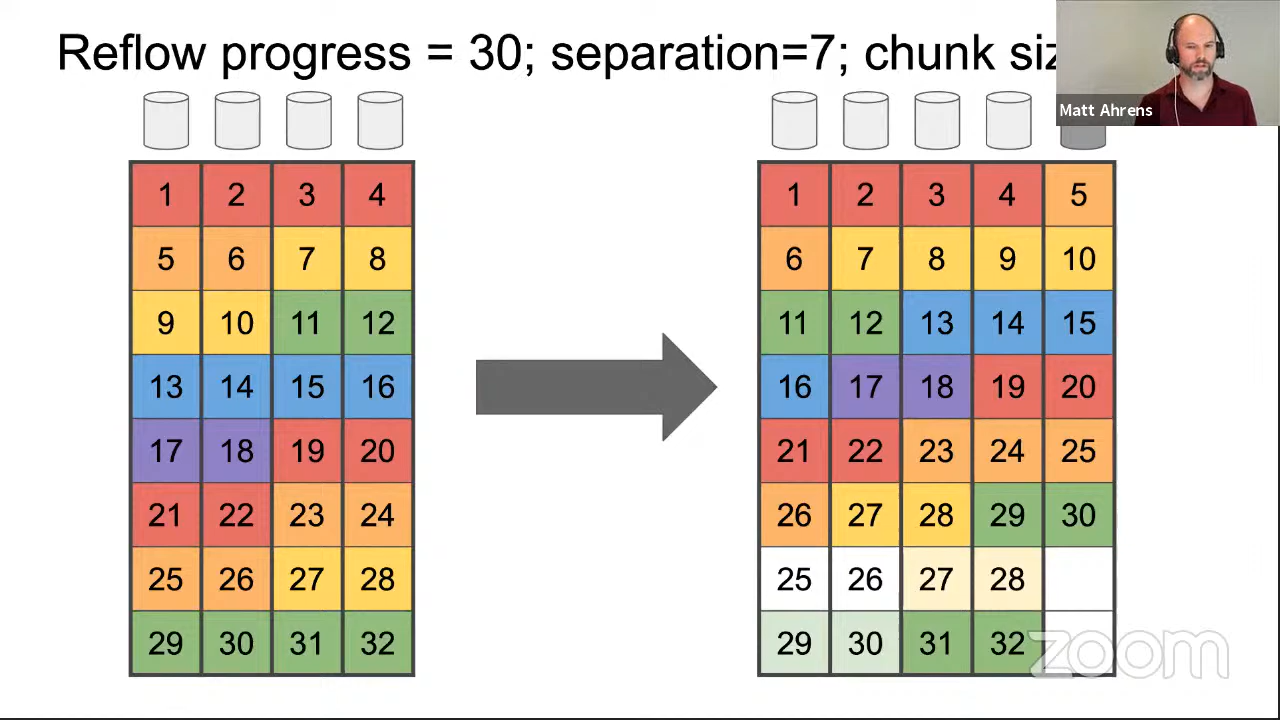 Reflow progress = 30; separation=7; chunk siz
Matt Ahrens
1 2 3 4
5 6 7 8
9 10 11 12
13 14 15 16
17 18 19 20
21 22 23 24
25 26 27 28
29 30 31 32
1 2 3 4 5
6 7 8 9 10
11 12 13 14 15
16 17 18 19 20
21 22 23 24 25
26 27 28 29 30
25 26 27 28
29 30 31 32
zoom